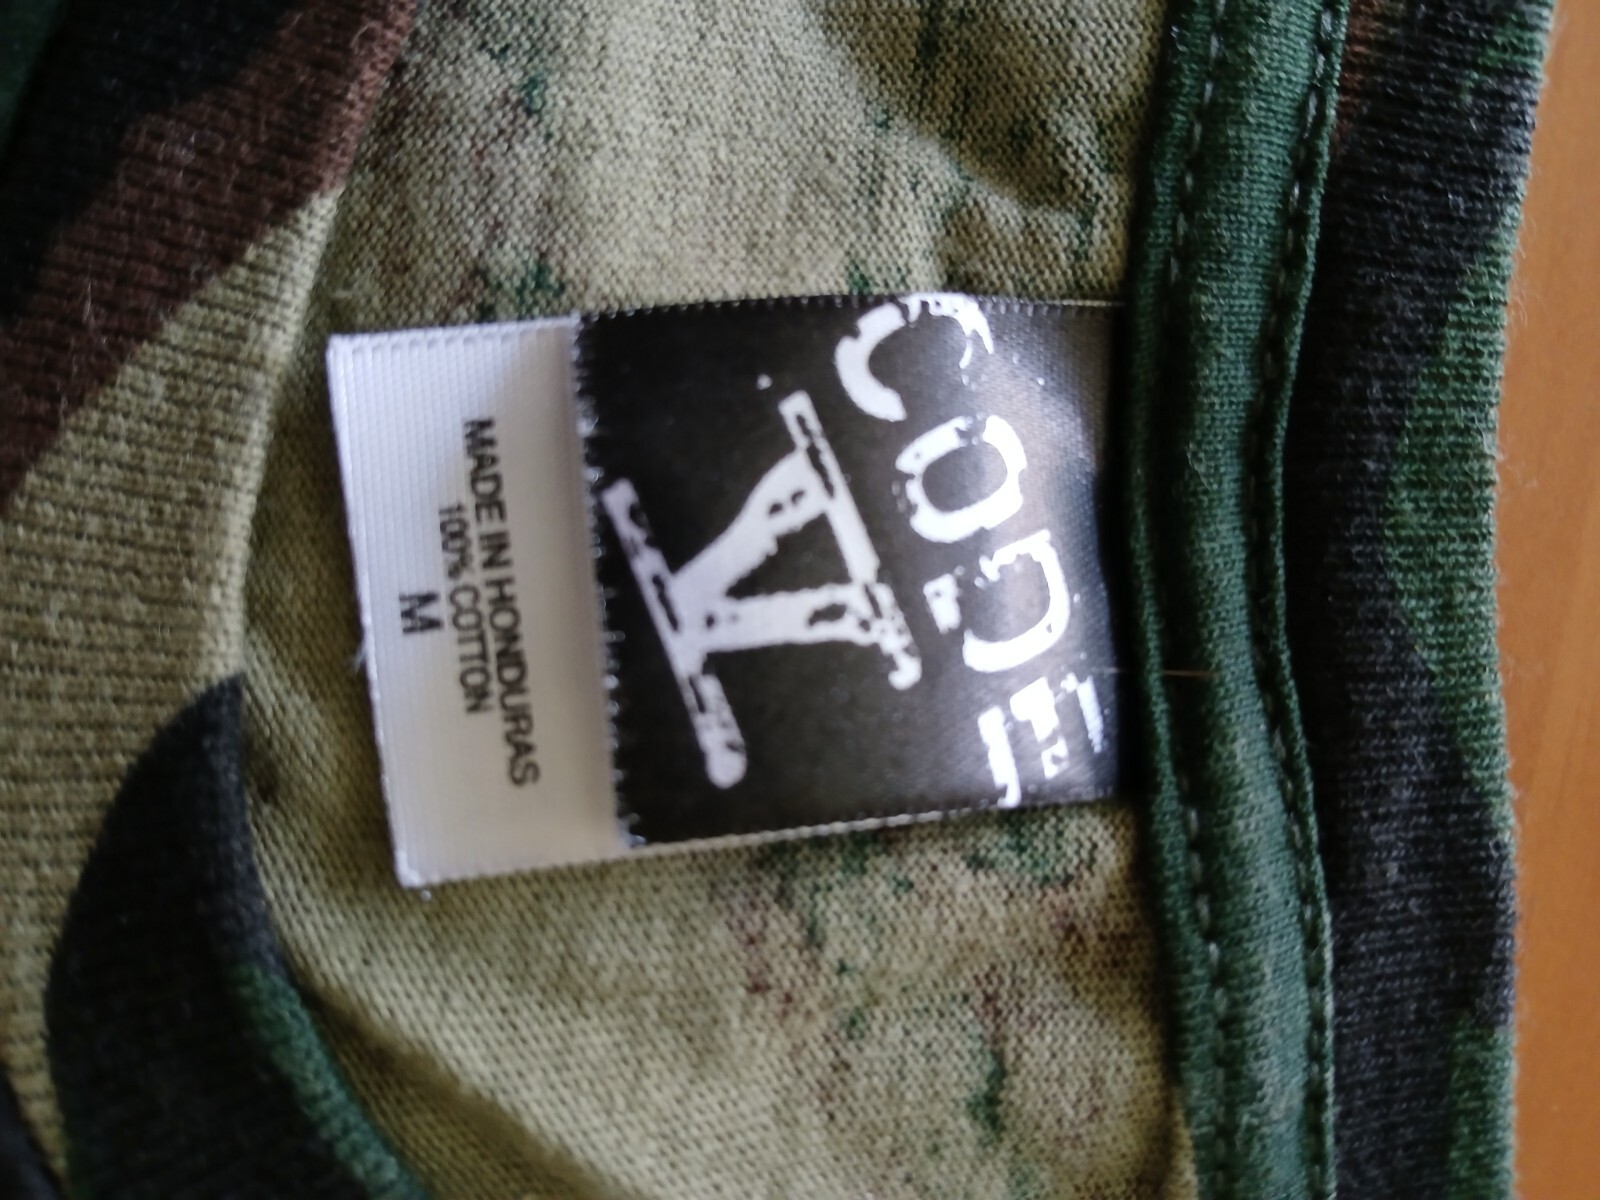 CODE
V
MADE IN HONDURAS
100% COTTON
M